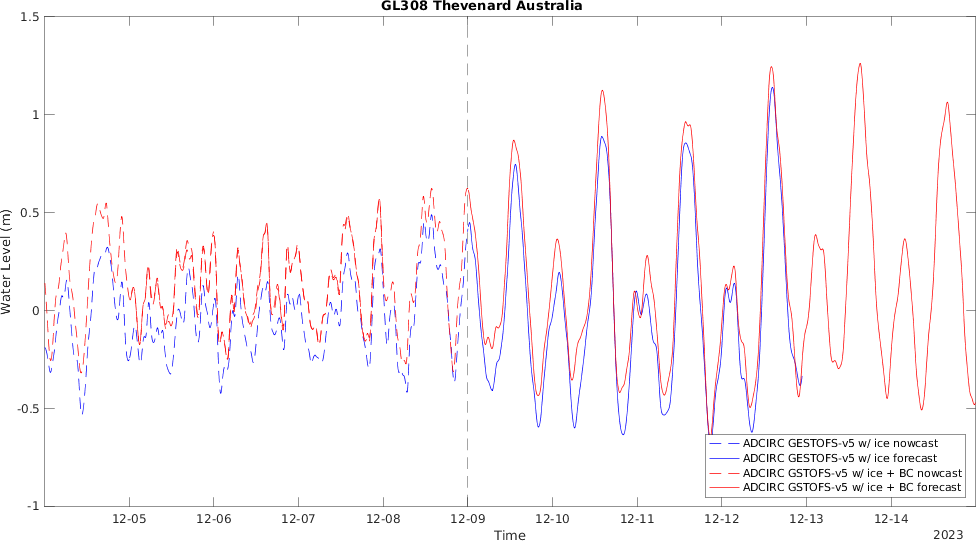 GL308 Thevenard Australia
1.5
1
0.5
0
-0.5
-1
Water Level (m)
ADCIRC GESTOFS-v5 w/ ice nowcast
ADCIRC GESTOFS-v5 w/ ice forecast
ADCIRC GSTOFS-v5 w/ ice + BC nowcast
ADCIRC GSTOFS-v5 w/ ice + BC forecast
12-05 12-06 12-07 12-08 12-09 12-10 12-11 12-12 12-13 12-14
Time
2023